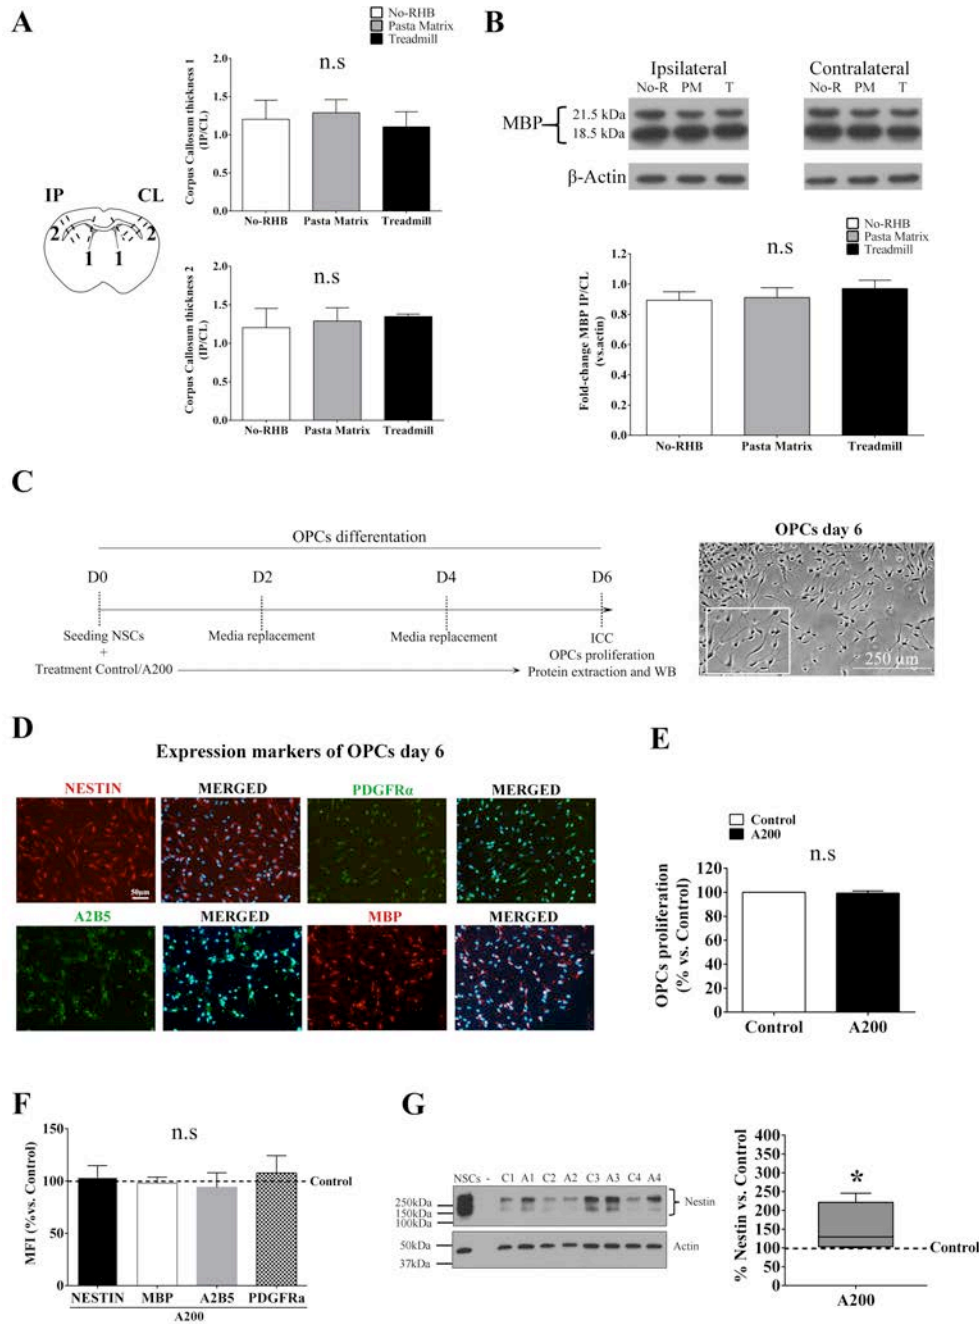 A
No-RHB
Pasta Matrix
Treadmill
Corpus Callosum thickness 1
(IP/CL)
2.0
1.5
1.0
0.5
0.0
n.s
No-RHB Pasta Matrix Treadmill
IP CL
2 2
1 1
Corpus Callosum thickness 2
(IP/CL)
2.0
1.5
1.0
0.5
0.0
n.s
No-RHB Pasta Matrix Treadmill
B
Ipsilateral Contralateral
No-R PM T No-R PM T
MBP
21.5 kDa
18.5 kDa
β-Actin
No-RHB
Pasta Matrix
Treadmill
Fold-change MBP IP/CL
(vs.actin)
1.2
1.0
0.8
0.6
0.4
0.2
0.0
n.s
No-RHB Pasta Matrix Treadmill
C
OPCs differentation
D0 D2 D4 D6
Seeding NSCs
+
Treatment Control/A200
Media replacement
Media replacement
ICC
OPCs proliferation
Protein extraction and WB
OPCs day 6
250 µm
D
Expression markers of OPCs day 6
NESTIN MERGED PDGFRα MERGED
50µm
A2B5 MERGED MBP MERGED
E
Control
A200
OPCs proliferation
(% vs. Control)
120
100
80
60
40
20
0
n.s
Control A200
F
MFI (%vs. Control)
150
100
50
0
n.s
Control
NESTIN MBP A2B5 PDGFRa
A200
G
NSCs - C1 A1 C2 A2 C3 A3 C4 A4
250kDa
150kDa
100kDa
Nestin
50kDa
37kDa
Actin
% Nestin vs. Control
400
350
300
250
200
150
100
50
0
*
Control
A200